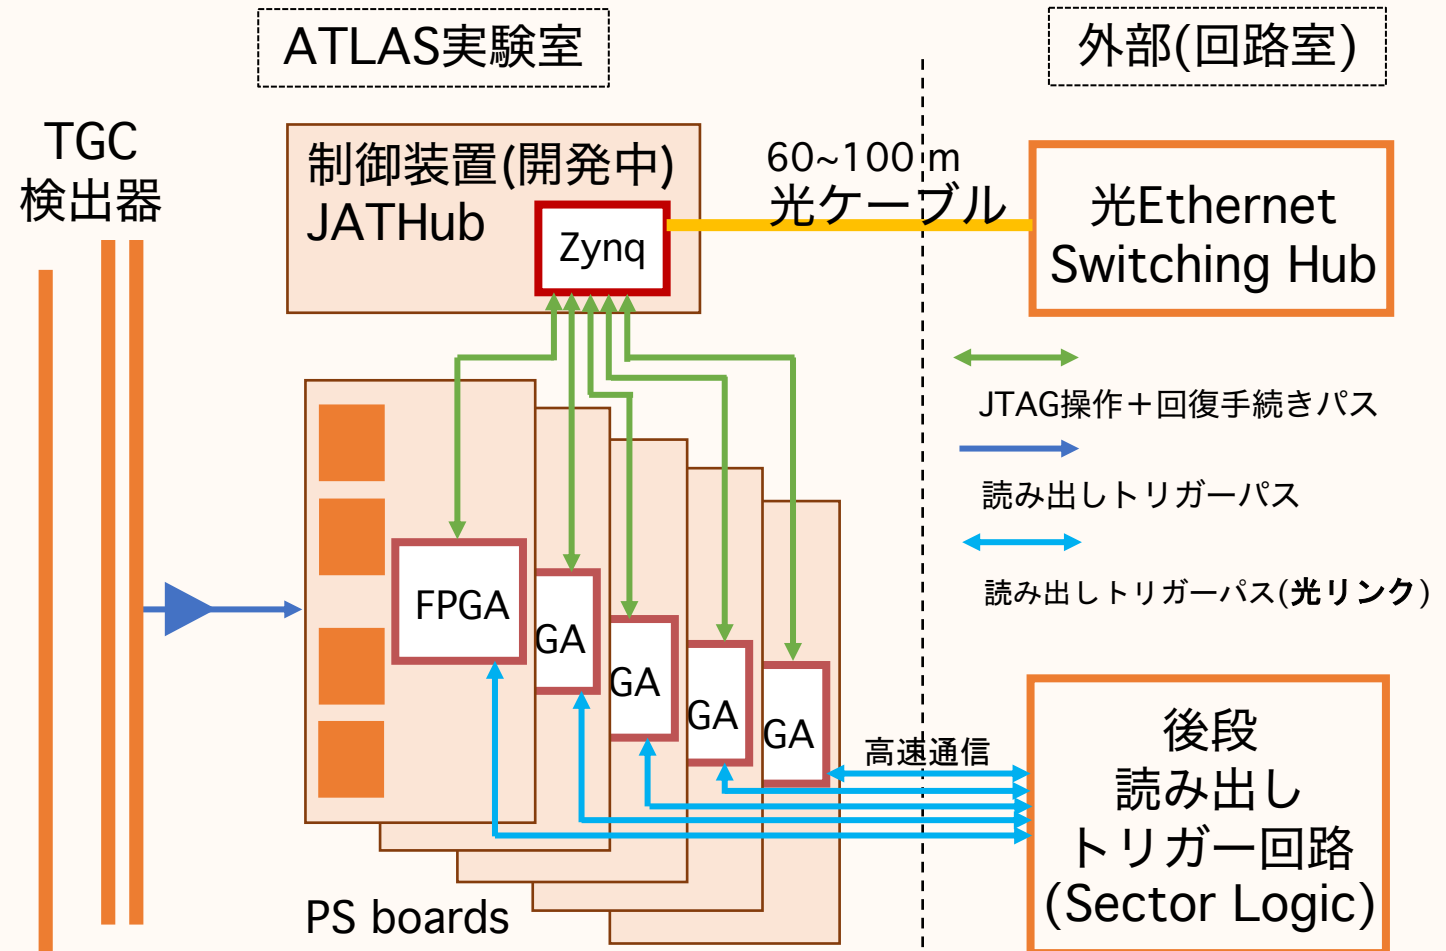 ATLAS実験室
外部(回路室)
TGC
検出器
制御装置(開発中)
JATHub
Zynq
60~100 m
光ケーブル
光Ethernet
Switching Hub
JTAG操作＋回復手続きパス
読み出しトリガーパス
読み出しトリガーパス(光リンク)
FPGA
GA
GA
GA
GA
高速通信
後段
読み出し
トリガー回路
(Sector Logic)
PS boards